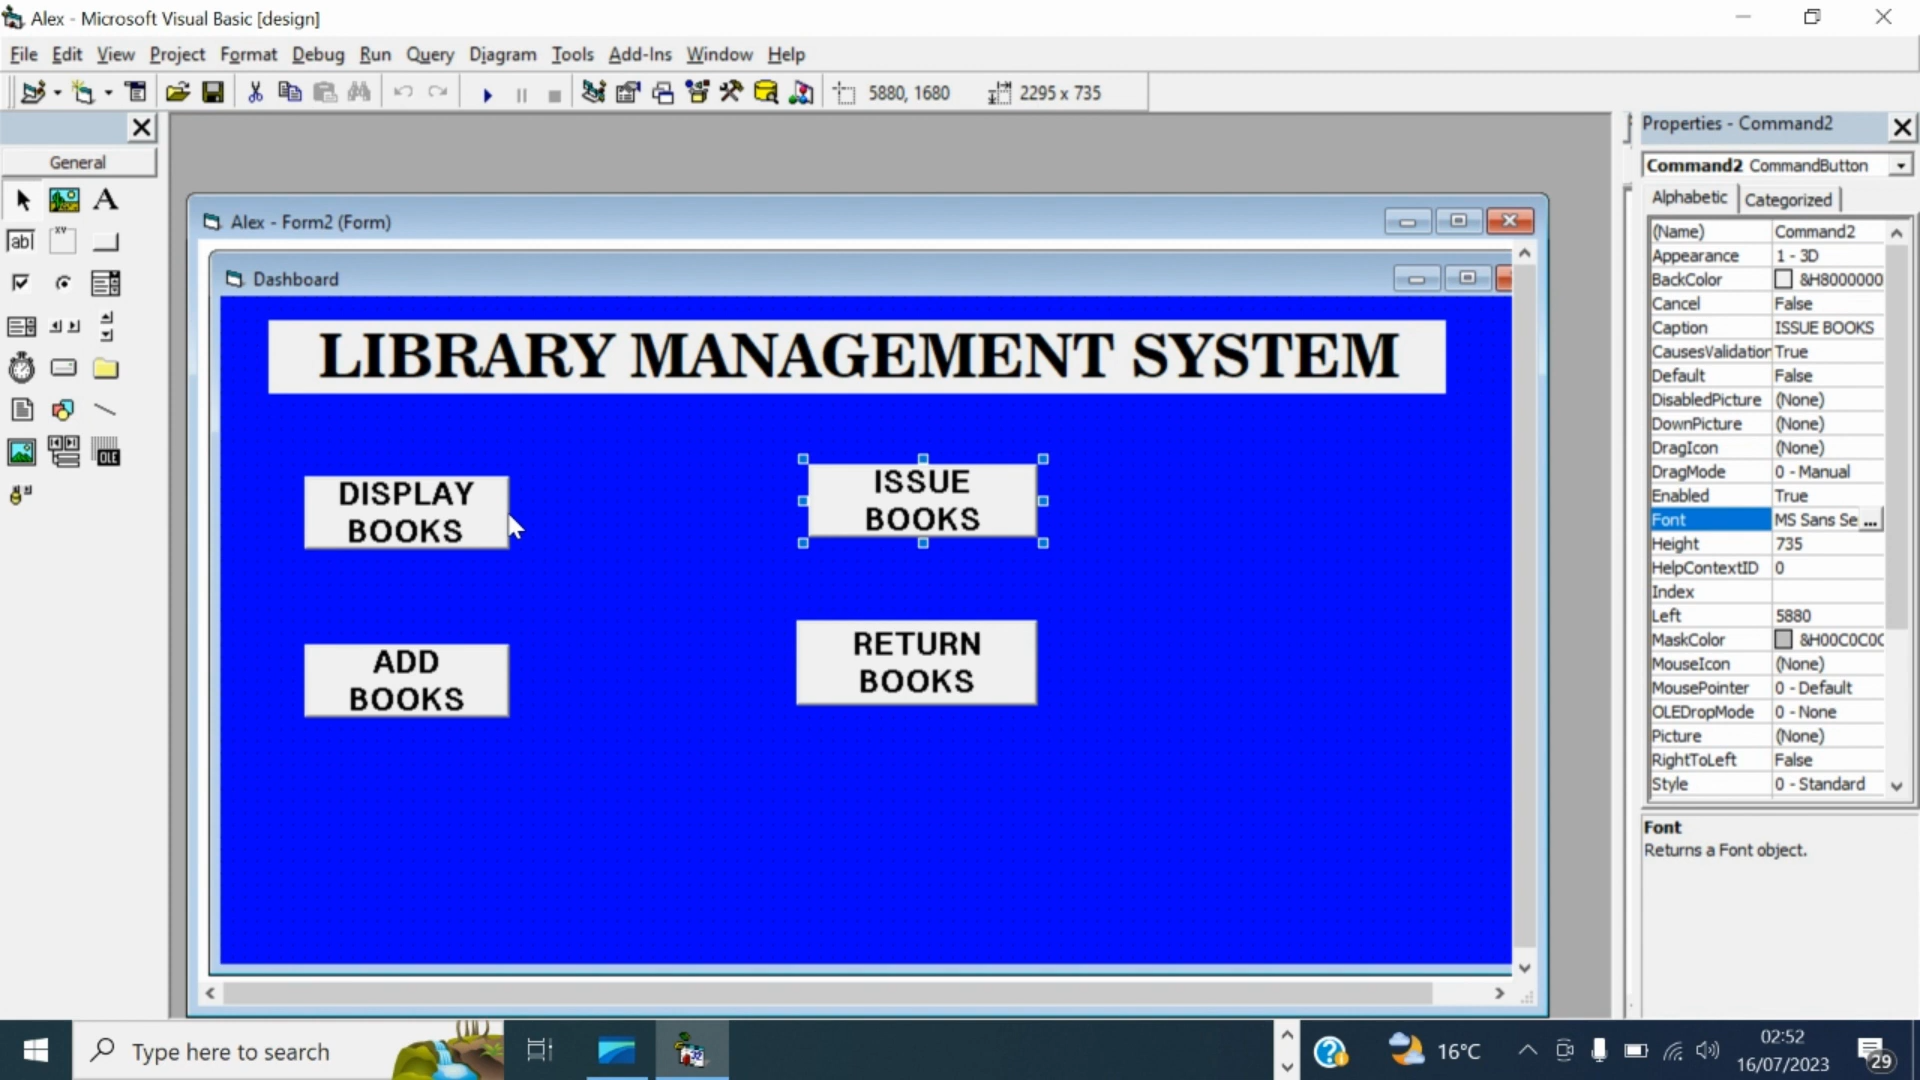 Alex - Microsoft Visual Basic [design]
File Edit View Project Format Debug Run Query Diagram Tools Add-Ins Window Help
5880, 1680 2295 x 735
General
A
abl
XY
OLE
Alex - Form2 (Form)
Dashboard
LIBRARY MANAGEMENT SYSTEM
DISPLAY
BOOKS
ISSUE
BOOKS
ADD
BOOKS
RETURN
BOOKS
Properties - Command2
Command2 CommandButton
Alphabetic Categorized
(Name) Command2
Appearance 1 - 3D
BackColor &H8000000
Cancel False
Caption ISSUE BOOKS
CausesValidation True
Default False
DisabledPicture (None)
DownPicture (None)
DragIcon (None)
DragMode 0 - Manual
Enabled True
Font MS Sans Se ...
Height 735
HelpContextID 0
Index
Left 5880
MaskColor &H00C0C0C
MouseIcon (None)
MousePointer 0 - Default
OLEDropMode 0 - None
Picture (None)
RightToLeft False
Style 0 - Standard
Font
Returns a Font object.
Type here to search
16°C
02:52
16/07/2023
29